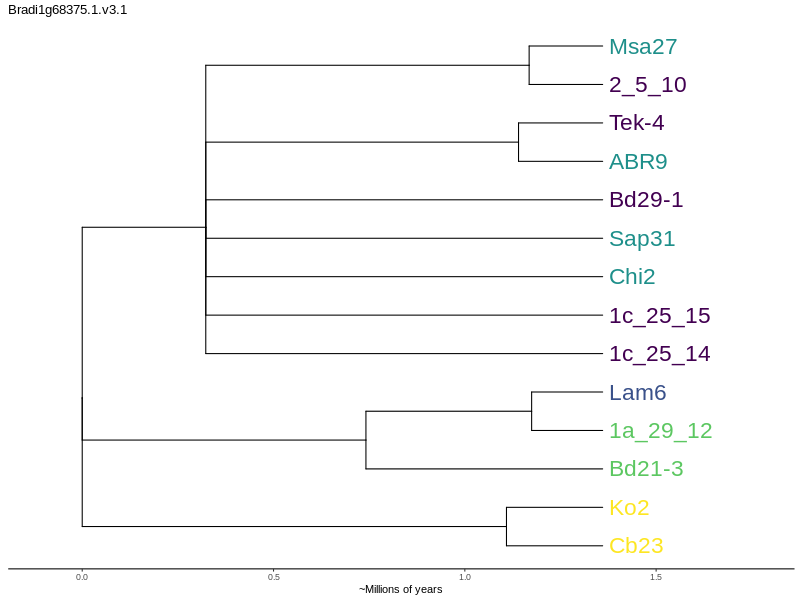 Bradi1g68375.1.v3.1
Msa27
2_5_10
Tek-4
ABR9
Bd29-1
Sap31
Chi2
1c_25_15
1c_25_14
Lam6
1a_29_12
Bd21-3
Ko2
Cb23
0.0 0.5 1.0 1.5
~Millions of years